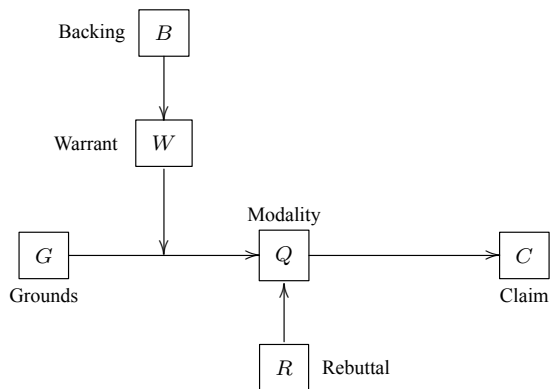 Backing B
Warrant W
Modality
G Q C
Grounds Claim
R Rebuttal